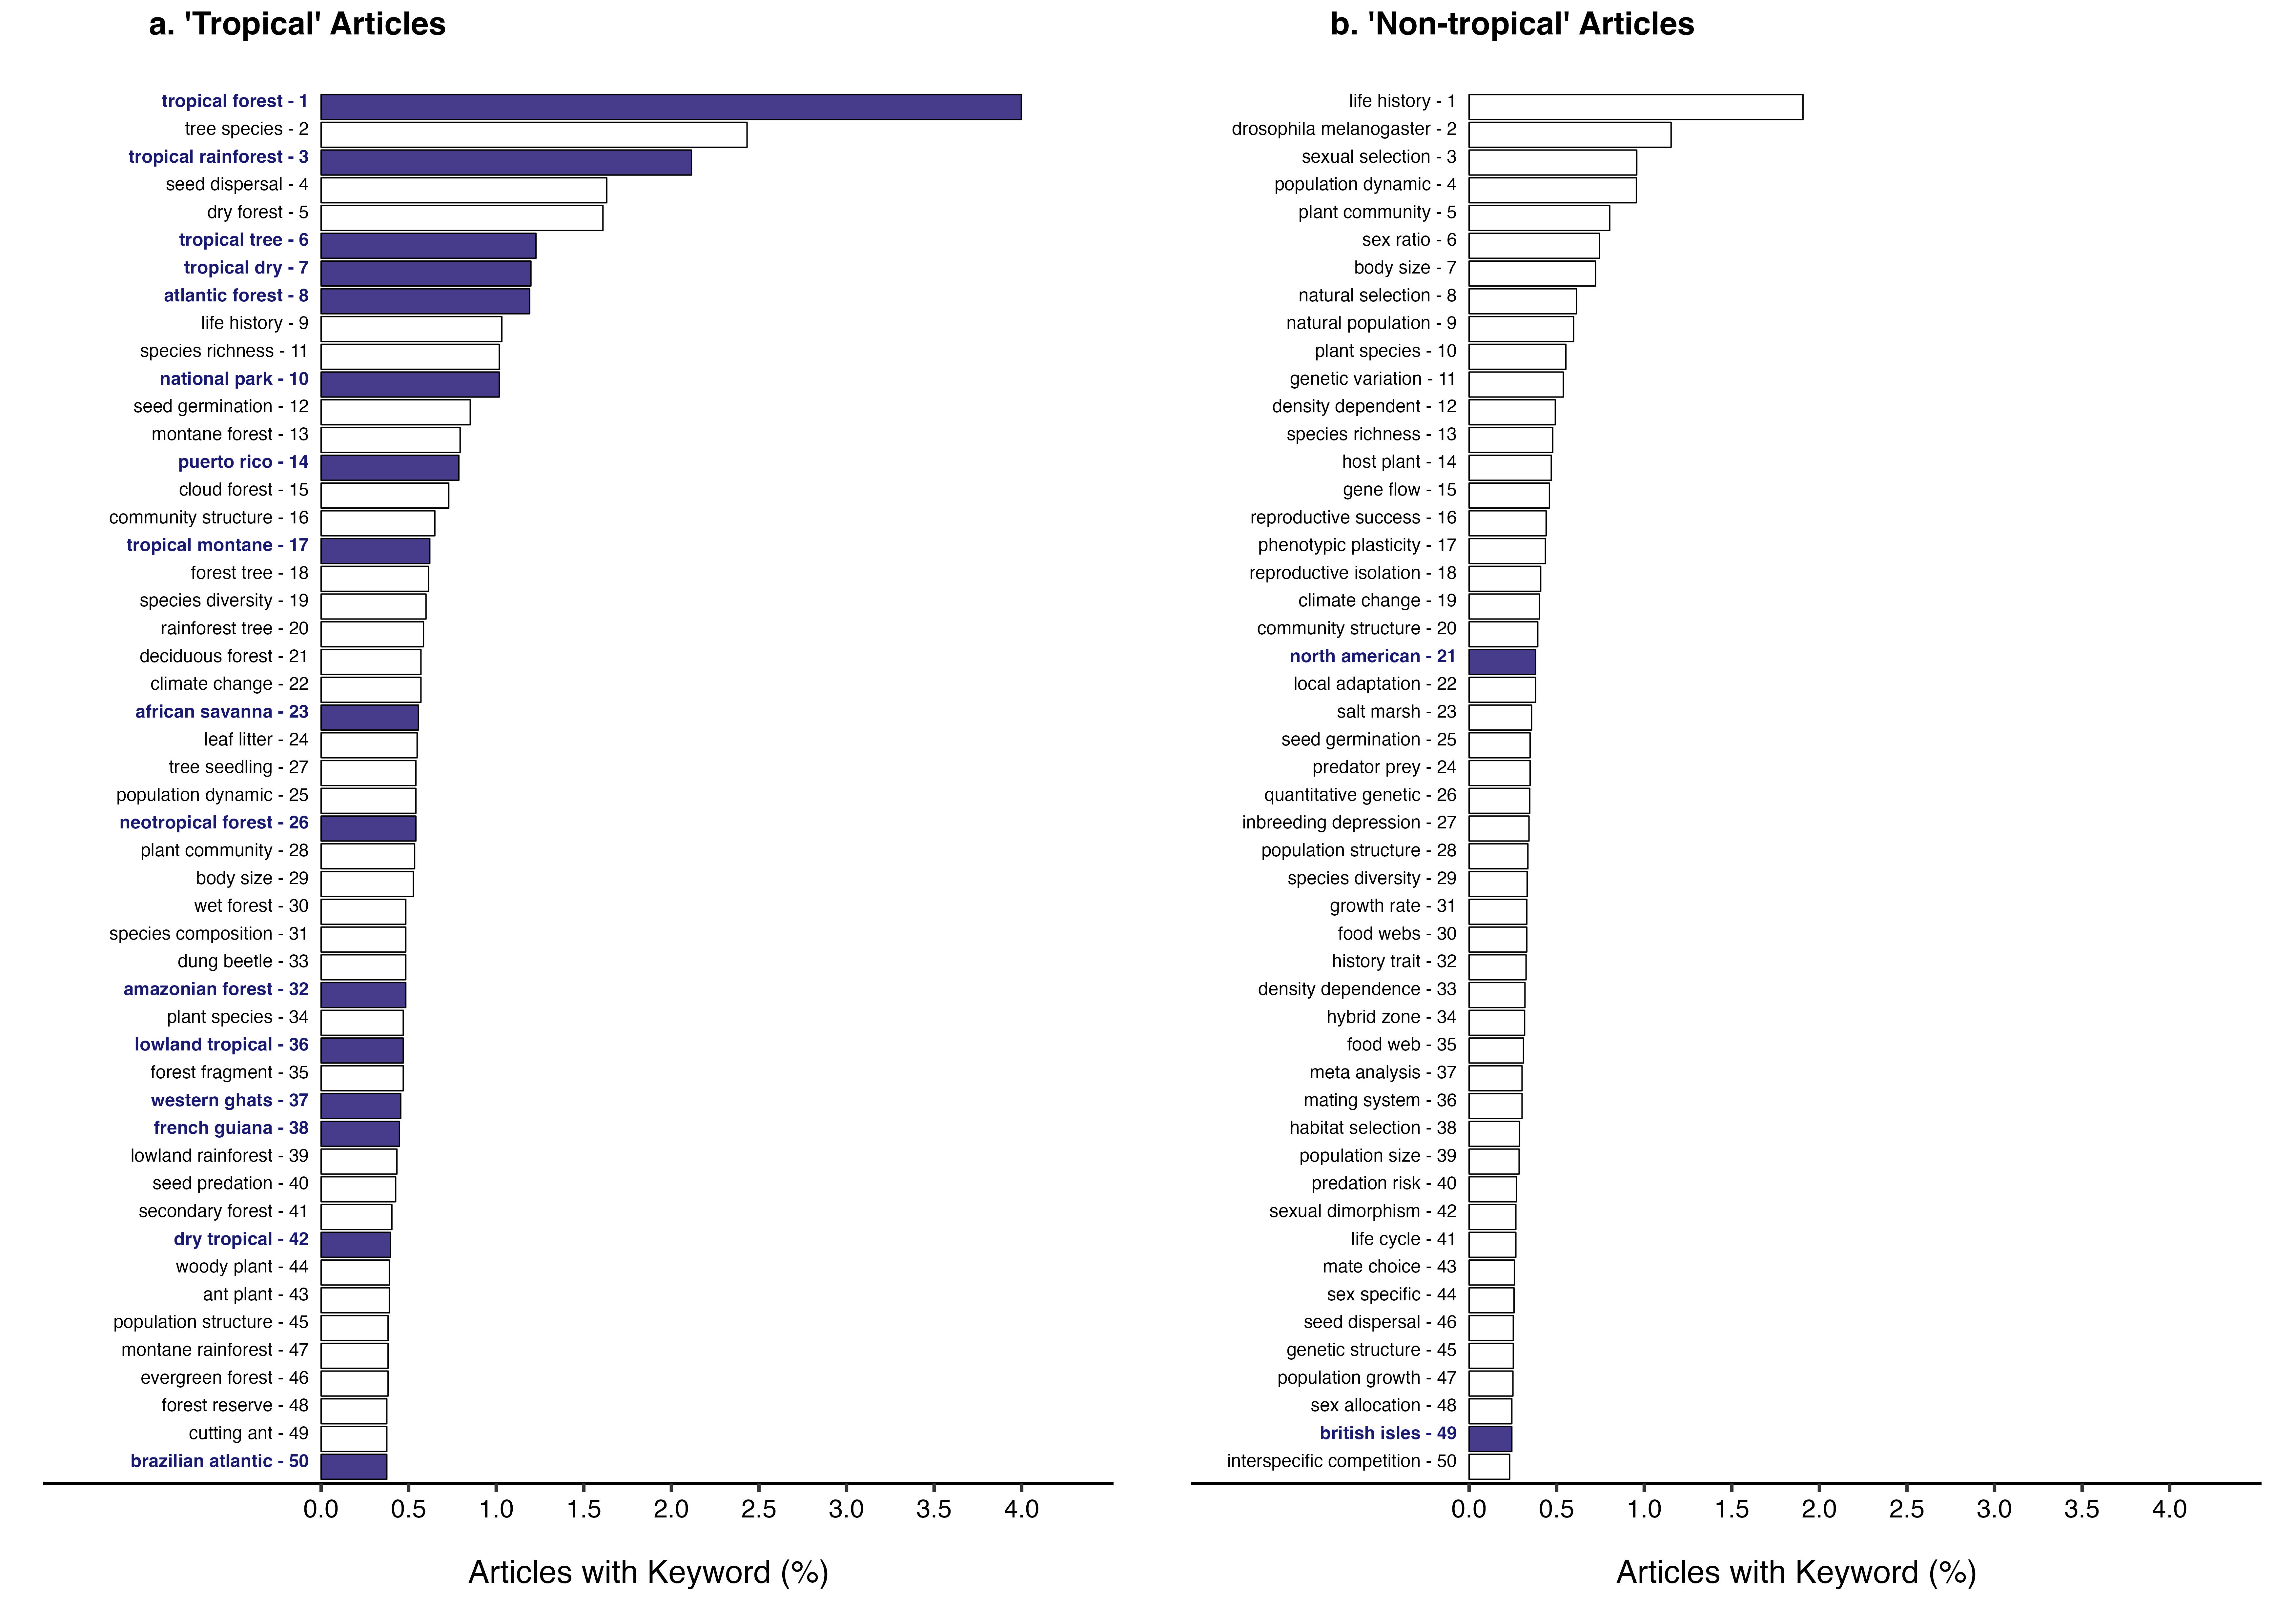 a. 'Tropical' Articles
tropical forest - 1
tree species - 2
tropical rainforest - 3
seed dispersal - 4
dry forest - 5
tropical tree - 6
tropical dry - 7
atlantic forest - 8
life history - 9
species richness - 11
national park - 10
seed germination - 12
montane forest - 13
puerto rico - 14
cloud forest - 15
community structure - 16
tropical montane - 17
forest tree - 18
species diversity - 19
rainforest tree - 20
deciduous forest - 21
climate change - 22
african savanna - 23
leaf litter - 24
tree seedling - 27
population dynamic - 25
neotropical forest - 26
plant community - 28
body size - 29
wet forest - 30
species composition - 31
dung beetle - 33
amazonian forest - 32
plant species - 34
lowland tropical - 36
forest fragment - 35
western ghats - 37
french guiana - 38
lowland rainforest - 39
seed predation - 40
secondary forest - 41
dry tropical - 42
woody plant - 44
ant plant - 43
population structure - 45
montane rainforest - 47
evergreen forest - 46
forest reserve - 48
cutting ant - 49
brazilian atlantic - 50
0.0 0.5 1.0 1.5 2.0 2.5 3.0 3.5 4.0
Articles with Keyword (%)
b. 'Non-tropical' Articles
life history - 1
drosophila melanogaster - 2
sexual selection - 3
population dynamic - 4
plant community - 5
sex ratio - 6
body size - 7
natural selection - 8
natural population - 9
plant species - 10
genetic variation - 11
density dependent - 12
species richness - 13
host plant - 14
gene flow - 15
reproductive success - 16
phenotypic plasticity - 17
reproductive isolation - 18
climate change - 19
community structure - 20
north american - 21
local adaptation - 22
salt marsh - 23
seed germination - 25
predator prey - 24
quantitative genetic - 26
inbreeding depression - 27
population structure - 28
species diversity - 29
growth rate - 31
food webs - 30
history trait - 32
density dependence - 33
hybrid zone - 34
food web - 35
meta analysis - 37
mating system - 36
habitat selection - 38
population size - 39
predation risk - 40
sexual dimorphism - 42
life cycle - 41
mate choice - 43
sex specific - 44
seed dispersal - 46
genetic structure - 45
population growth - 47
sex allocation - 48
british isles - 49
interspecific competition - 50
0.0 0.5 1.0 1.5 2.0 2.5 3.0 3.5 4.0
Articles with Keyword (%)